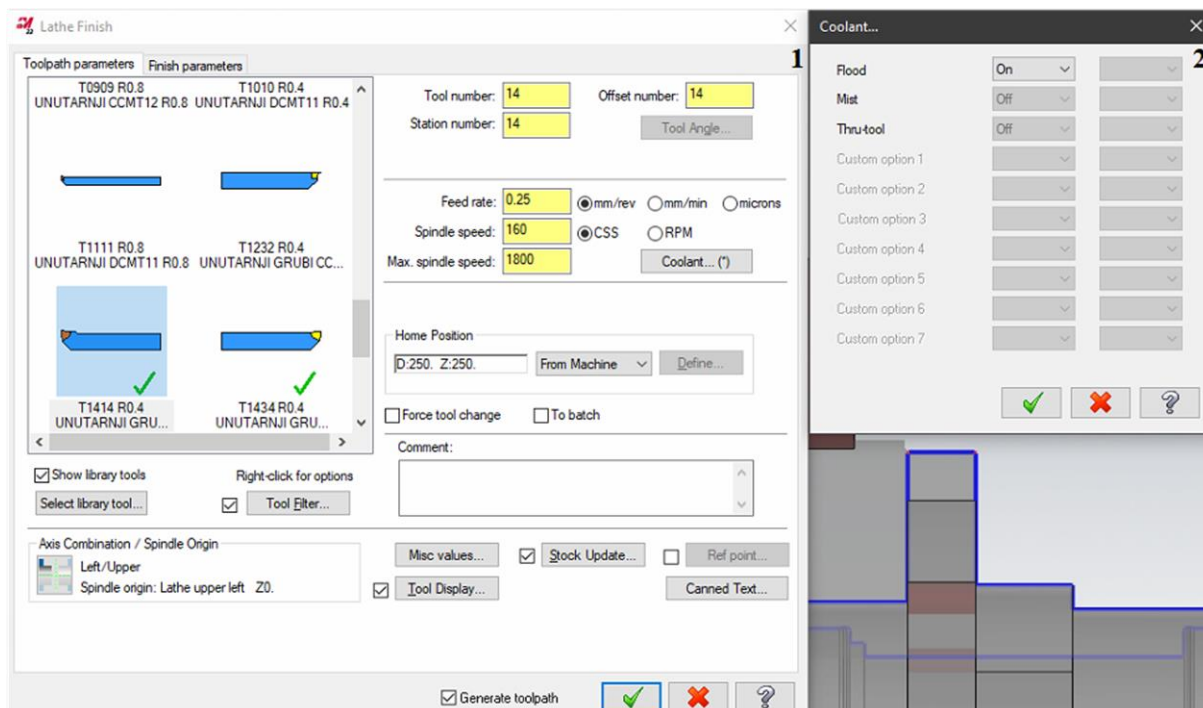 Lathe Finish
Toolpath parameters Finish parameters
1
T0909 R0.8 T1010 R0.4
UNUTARNJI CCMT12 R0.8 UNUTARNJI DCMT11 R0.4
T1111 R0.8 T1232 R0.4
UNUTARNJI DCMT11 R0.8 UNUTARNJI GRUBI CC...
T1414 R0.4 T1434 R0.4
UNUTARNJI GRU... UNUTARNJI GRU...
Show library tools Right-click for options
Select library tool... Tool Filter...
Axis Combination / Spindle Origin
Left/Upper
Spindle origin: Lathe upper left Z0.
Tool number: 14 Offset number: 14
Station number: 14 Tool Angle...
Feed rate: 0.25 mm/rev mm/min microns
Spindle speed: 160 CSS RPM
Max. spindle speed: 1800 Coolant... (*)
Home Position
D:250. Z:250. From Machine Define...
Force tool change To batch
Comment:
Misc values... Stock Update... Ref point...
Tool Display... Canned Text...
Generate toolpath
Coolant...
2
Flood On
Mist Off
Thru-tool Off
Custom option 1
Custom option 2
Custom option 3
Custom option 4
Custom option 5
Custom option 6
Custom option 7